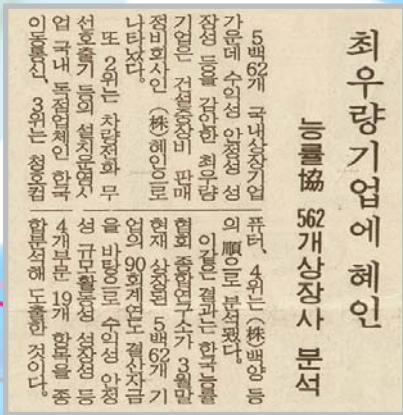 최우량기업에 혜인
능률協 562개상장사 분석
5백62개 국내상장기업
가운데 수익성 안정성 성
장성 등을 감안한 최우량
기업은 건설중장비 판매
정비회사인 (株)혜인으로
나타났다.
또 2위는 차량전화 무
선호출기 등의 설치운영사
업 국내 독점업체인 한국
이동통신, 3위는 청호컴
퓨터, 4위는 (株)백양 등
의 順으로 분석됐다.
이같은 결과는 한국능률
협회 종합연구소가 3월말
현재 상장된 5백62개 기
업의 90회계연도 결산자금
을 바탕으로 수익성 안정
성 규모활동성 성장성 등
4개부문 19개 항목을 종
합분석해 도출한 것이다.